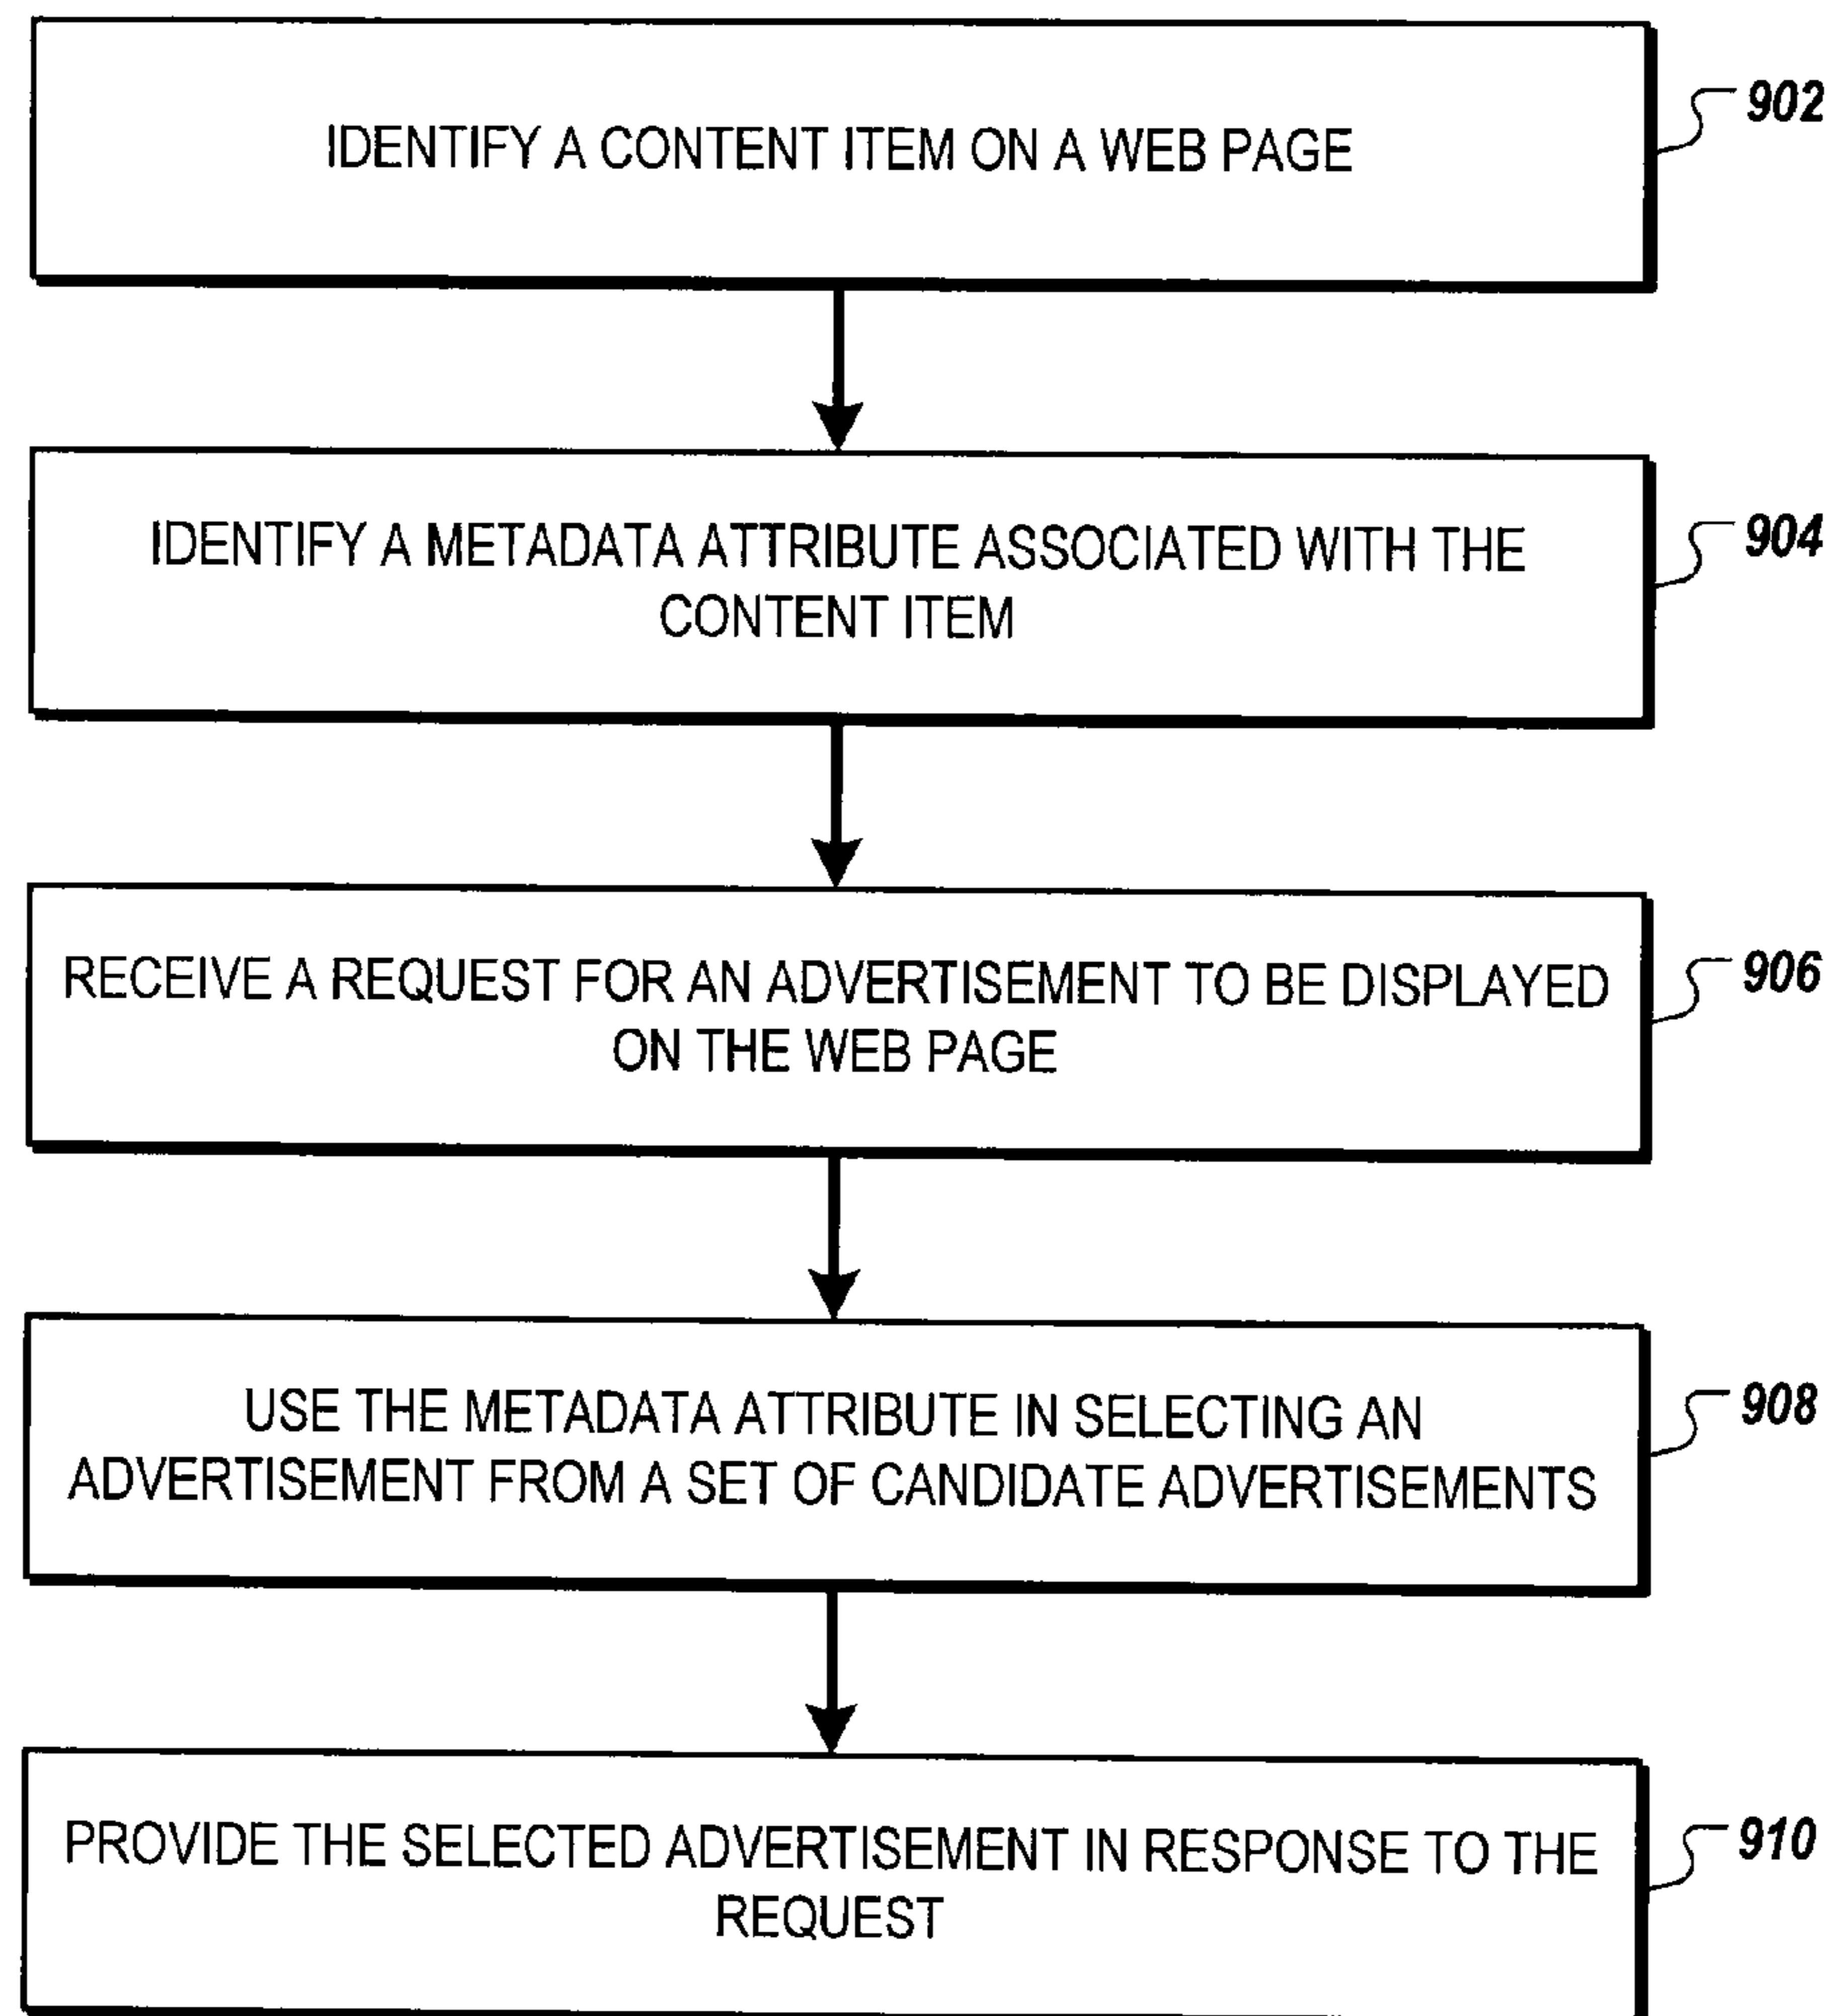 IDENTIFY A CONTENT ITEM ON A WEB PAGE
902
IDENTIFY A METADATA ATTRIBUTE ASSOCIATED WITH THE
CONTENT ITEM
904
RECEIVE A REQUEST FOR AN ADVERTISEMENT TO BE DISPLAYED
ON THE WEB PAGE
906
USE THE METADATA ATTRIBUTE IN SELECTING AN
ADVERTISEMENT FROM A SET OF CANDIDATE ADVERTISEMENTS
908
PROVIDE THE SELECTED ADVERTISEMENT IN RESPONSE TO THE
REQUEST
910